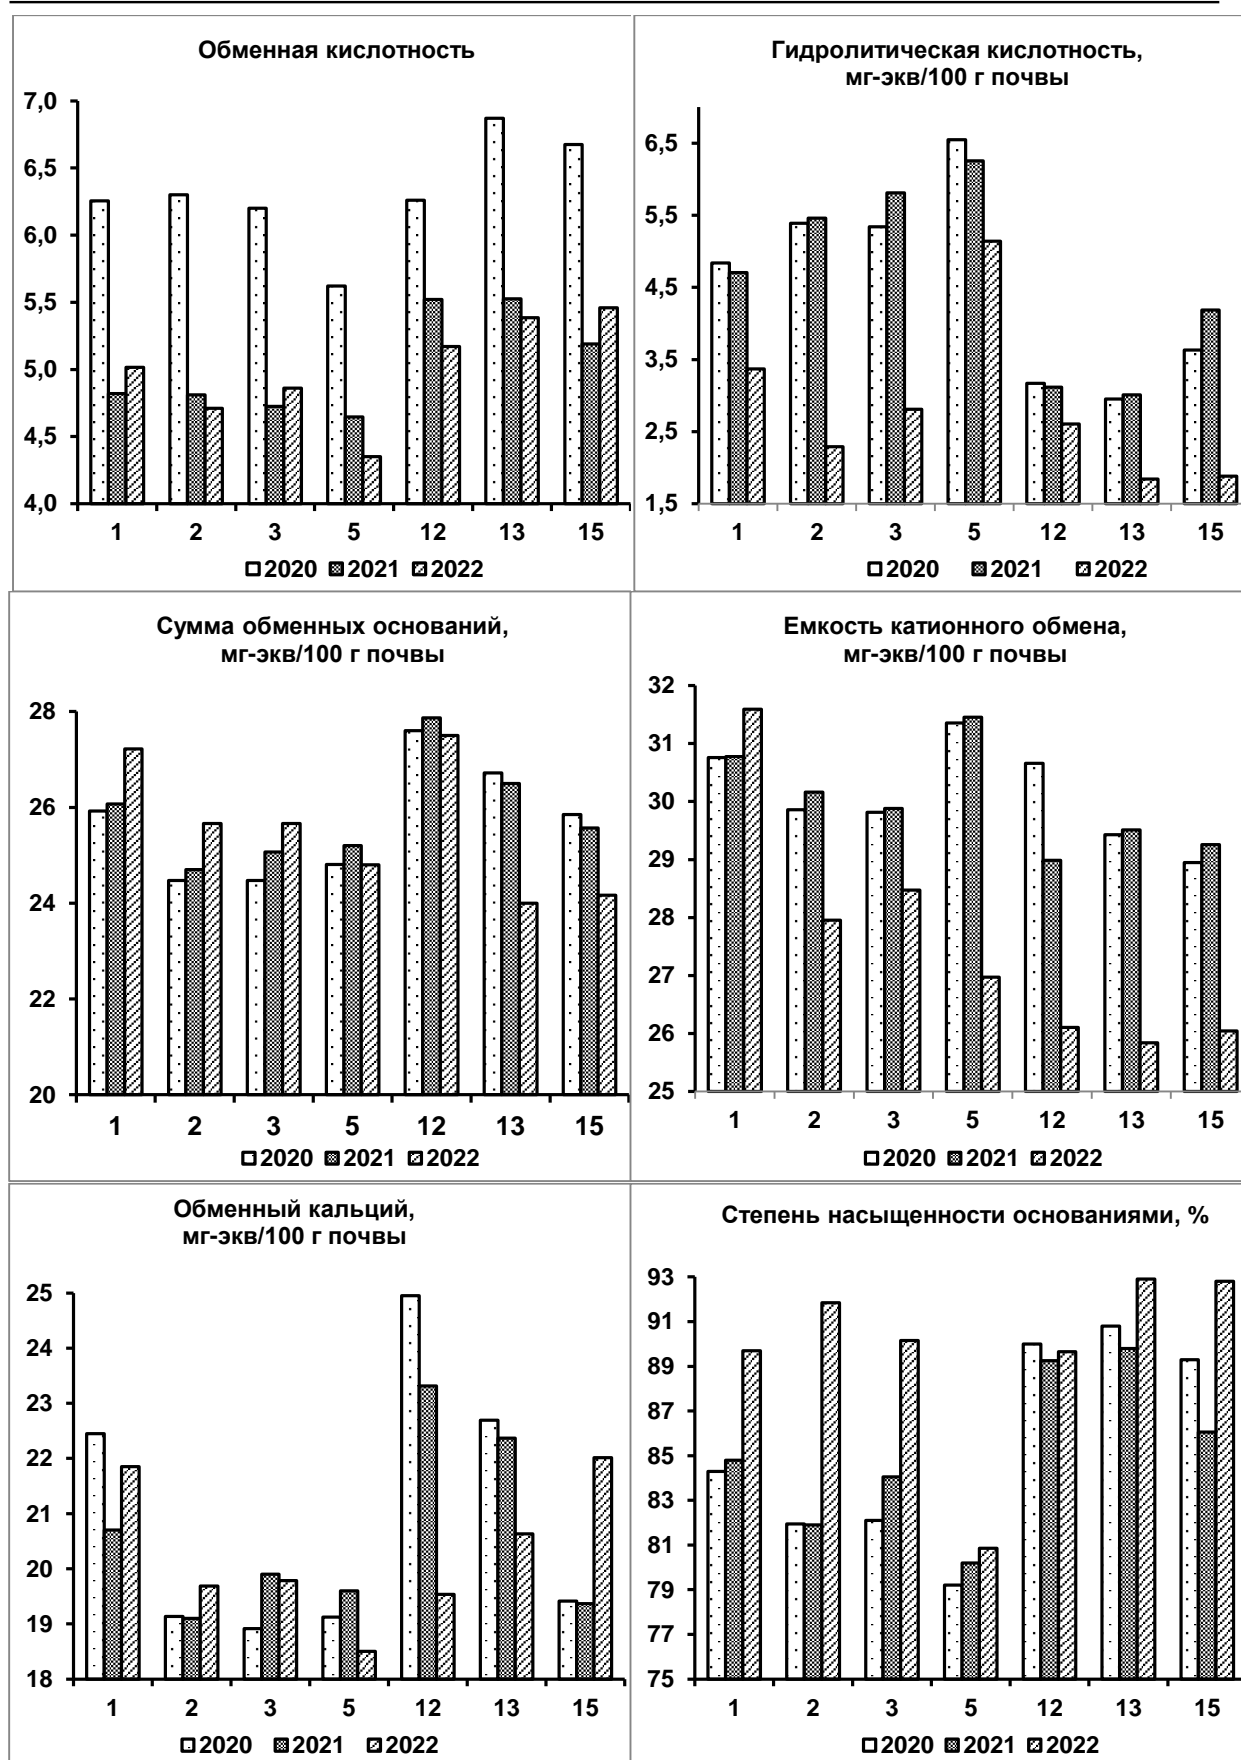 Обменная кислотность
7,0
6,5
6,0
5,5
5,0
4,5
4,0
1 2 3 5 12 13 15
2020 2021 2022
Гидролитическая кислотность,
мг-экв/100 г почвы
6,5
5,5
4,5
3,5
2,5
1,5
1 2 3 5 12 13 15
2020 2021 2022
Сумма обменных оснований,
мг-экв/100 г почвы
28
26
24
22
20
1 2 3 5 12 13 15
2020 2021 2022
Емкость катионного обмена,
мг-экв/100 г почвы
32
31
30
29
28
27
26
25
1 2 3 5 12 13 15
2020 2021 2022
Обменный кальций,
мг-экв/100 г почвы
25
24
23
22
21
20
19
18
1 2 3 5 12 13 15
2020 2021 2022
Степень насыщенности основаниями, %
93
91
89
87
85
83
81
79
77
75
1 2 3 5 12 13 15
2020 2021 2022